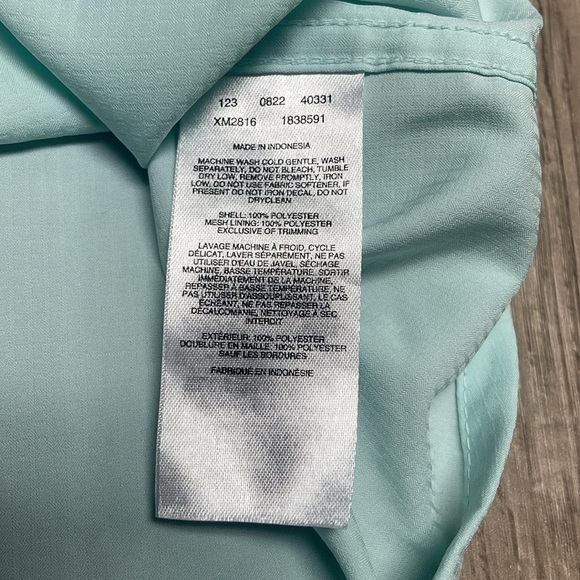 123 0822 40331
XM2816 1838591
MADE IN INDONESIA
MACHINE WASH COLD GENTLE, WASH
SEPARATELY, DO NOT BLEACH, TUMBLE
DRY LOW, REMOVE PROMPTLY, IRON
LOW, DO NOT USE FABRIC SOFTENER, IF
PRESENT DO NOT IRON DECAL, DO NOT
DRYCLEAN
SHELL: 100% POLYESTER
MESH LINING: 100% POLYESTER
EXCLUSIVE OF TRIMMING
LAVAGE MACHINE À FROID, CYCLE
DÉLICAT, LAVER SÉPARÉMENT, NE PAS
UTILISER D'EAU DE JAVEL, SÉCHAGE
MACHINE, BASSE TEMPÉRATURE, SORTIR
IMMÉDIATEMENT DE LA MACHINE,
REPASSER À BASSE TEMPÉRATURE, NE
PAS UTILISER D'ASSOUPLISSANT, LE CAS
ÉCHÉANT, NE PAS REPASSER LA
DÉCALCOMANIE, NETTOYAGE À SEC
INTERDIT
EXTÉRIEUR: 100% POLYESTER
DOUBLURE EN MAILLE: 100% POLYESTER
SAUF LES BORDURES
FABRIQUÉ EN INDONÉSIE